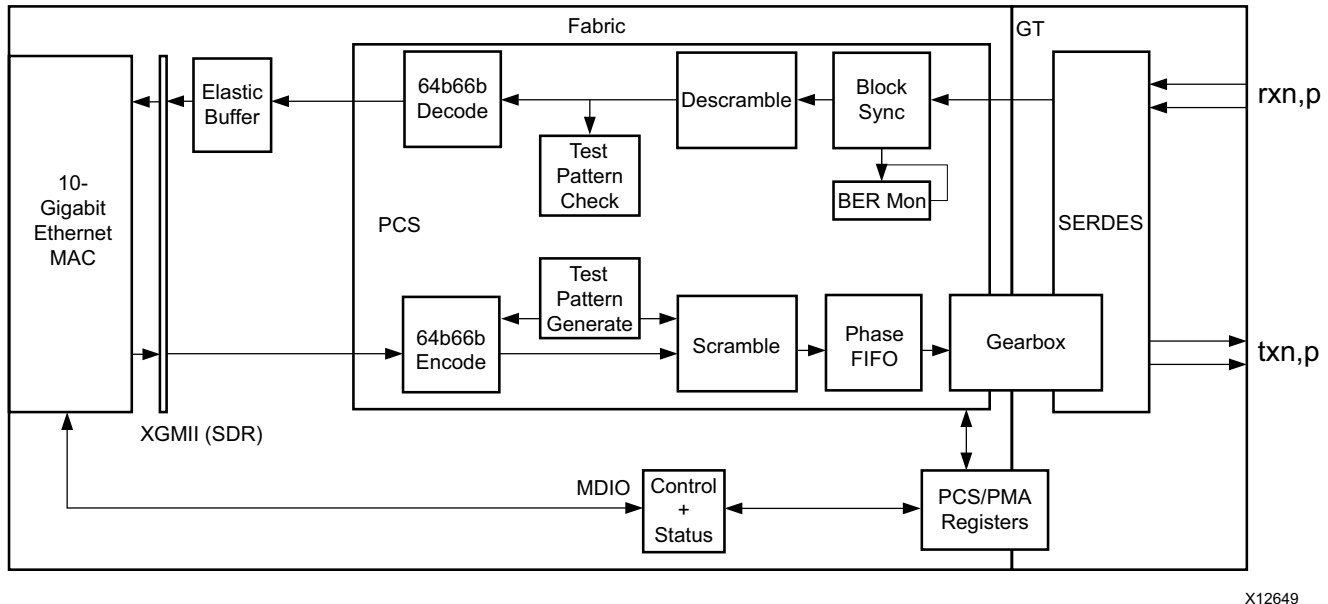 Fabric
GT
10-
Gigabit
Ethernet
MAC
Elastic
Buffer
64b66b
Decode
Descramble
Block
Sync
rxn,p
Test
Pattern
Check
BER Mon
PCS
SERDES
Test
Pattern
Generate
64b66b
Encode
Scramble
Phase
FIFO
Gearbox
txn,p
XGMII (SDR)
MDIO
Control
+
Status
PCS/PMA
Registers
X12649